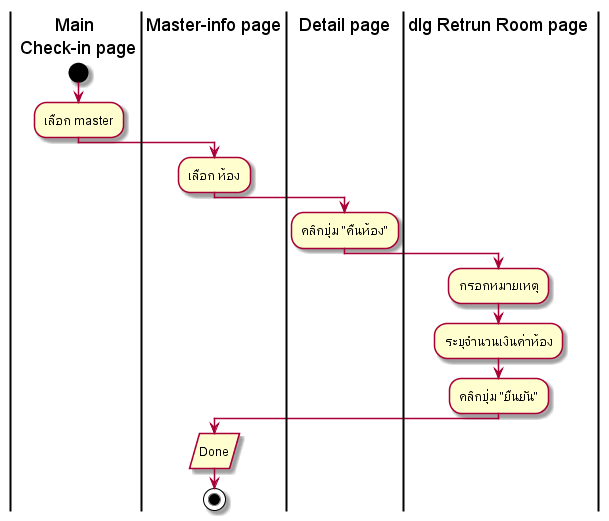 Main
Check-in page
Master-info page
Detail page
dlg Retrun Room page
เลือก master
เลือก ห้อง
คลิกปุ่ม "คืนห้อง"
กรอกหมายเหตุ
ระบุจำนวนเงินค่าห้อง
คลิกปุ่ม "ยืนยัน"
Done